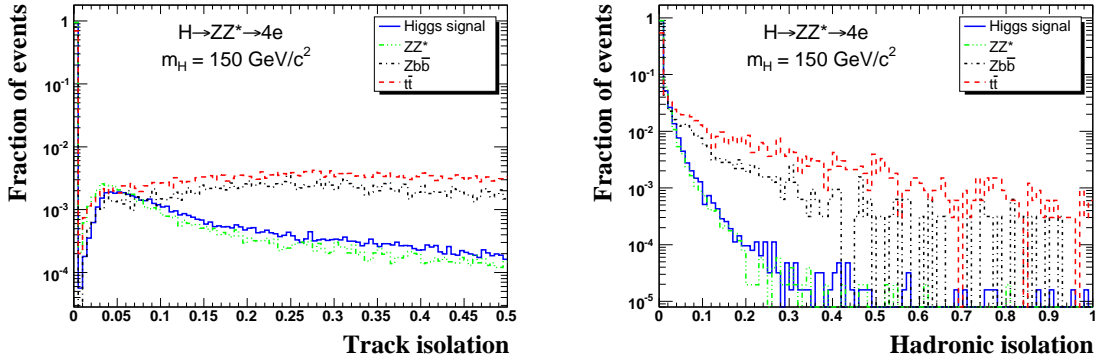 Fraction of events
H→ZZ*→4e
m_H = 150 GeV/c²
Higgs signal
ZZ*
Zbb̄
tt̄
1
10⁻¹
10⁻²
10⁻³
10⁻⁴
0 0.05 0.1 0.15 0.2 0.25 0.3 0.35 0.4 0.45 0.5
Track isolation
Fraction of events
H→ZZ*→4e
m_H = 150 GeV/c²
Higgs signal
ZZ*
Zbb̄
tt̄
1
10⁻¹
10⁻²
10⁻³
10⁻⁴
10⁻⁵
0 0.1 0.2 0.3 0.4 0.5 0.6 0.7 0.8 0.9 1
Hadronic isolation